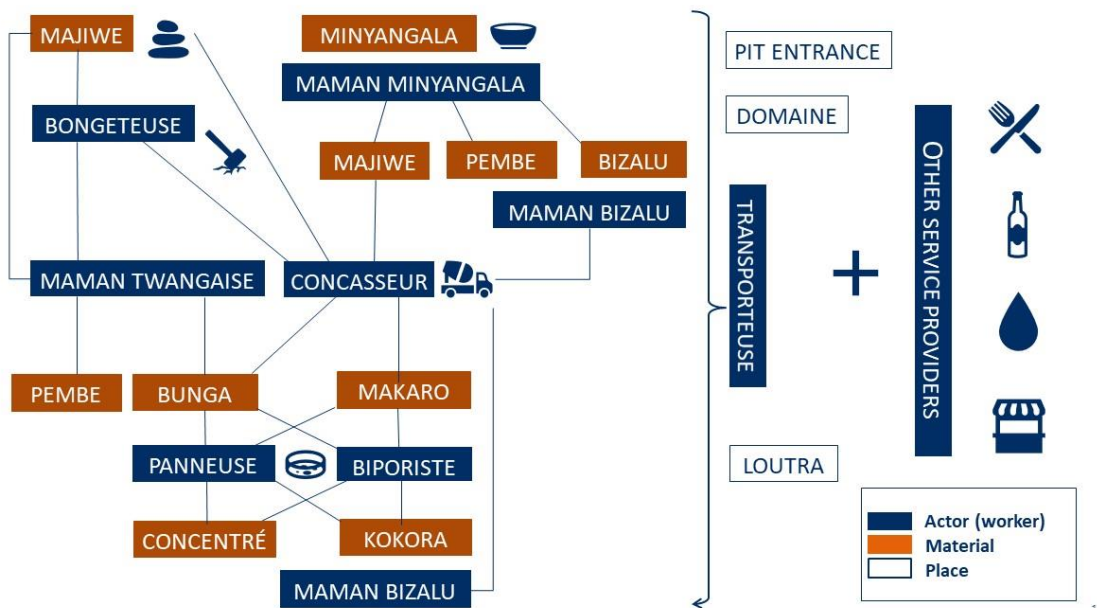 MAJIWE
MINYANGALA
MAMAN MINYANGALA
BONGETEUSE
MAJIWE
PEMBE
BIZALU
MAMAN BIZALU
MAMAN TWANGAISE
CONCASSEUR
PEMBE
BUNGA
MAKARO
PANNEUSE
BIPORISTE
CONCENTRÉ
KOKORA
MAMAN BIZALU
PIT ENTRANCE
DOMAINE
TRANSPORTEUSE
LOUTRA
OTHER SERVICE PROVIDERS
Actor (worker)
Material
Place